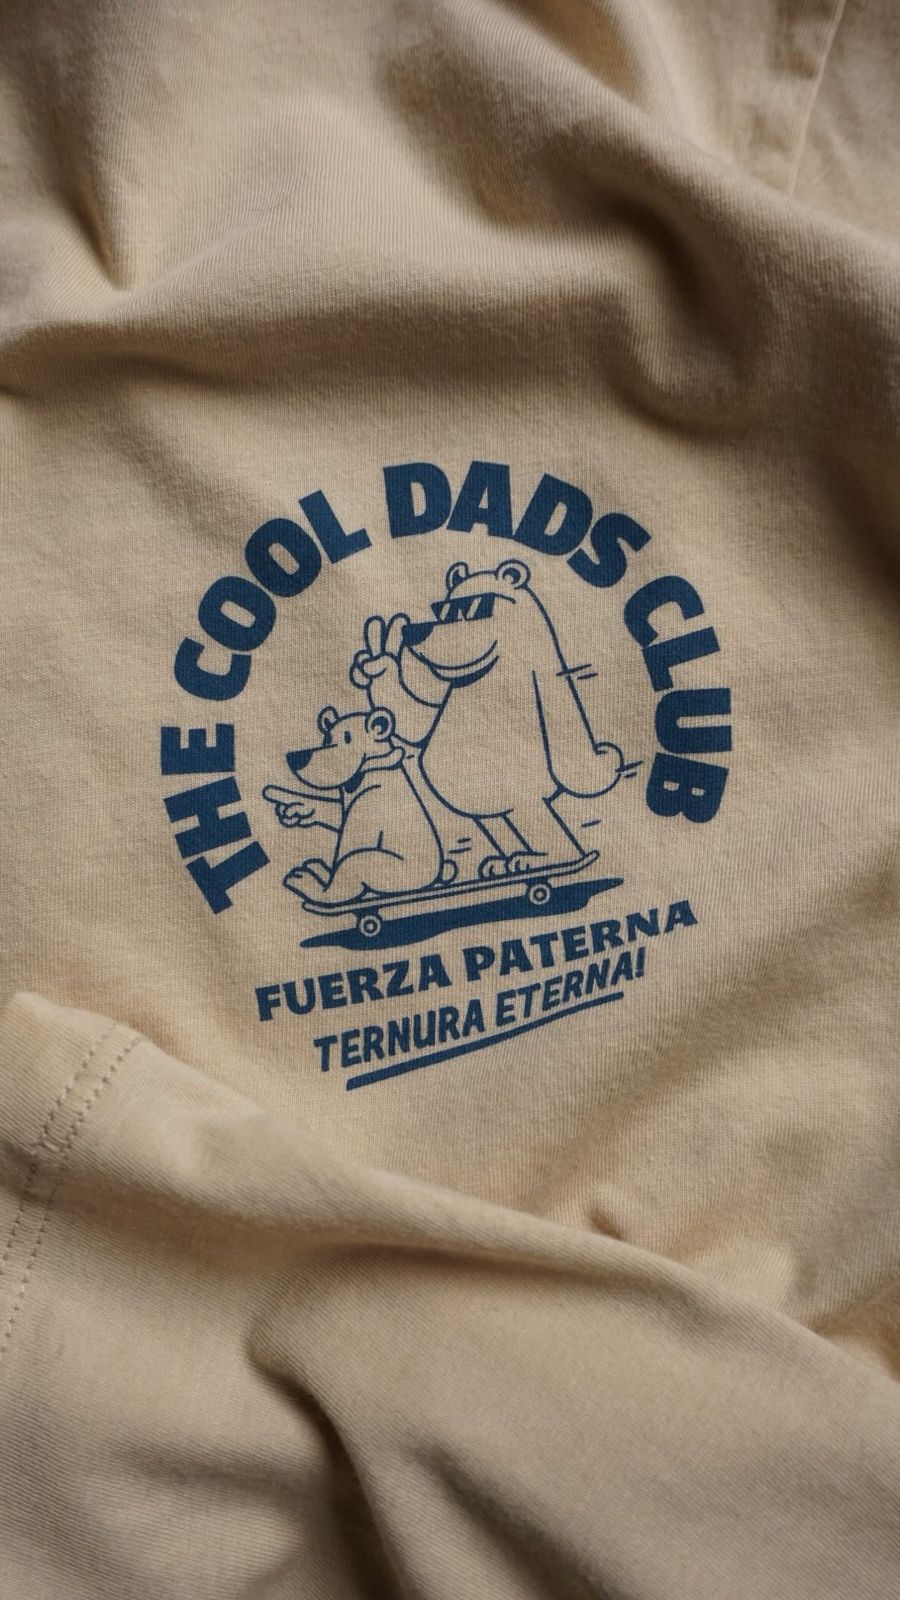 THE COOL DADS CLUB
FUERZA PATERNA
TERNURA ETERNA!